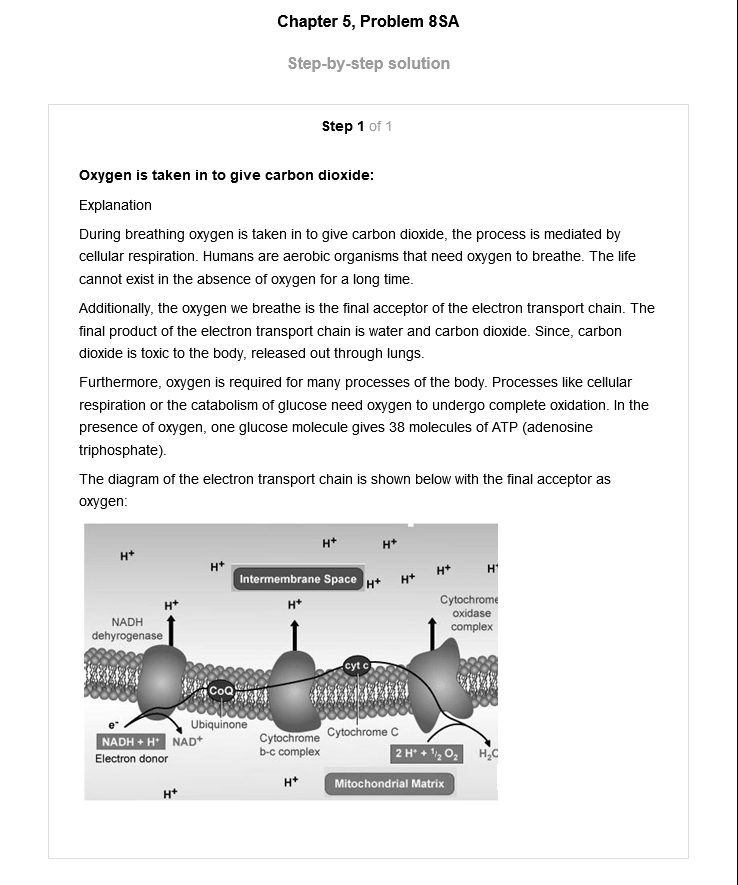 Chapter 5, Problem 8SA
Step-by-step solution
Step 1 of 1
Oxygen is taken in to give carbon dioxide:
Explanation
During breathing oxygen is taken in to give carbon dioxide, the process is mediated by
cellular respiration. Humans are aerobic organisms that need oxygen to breathe. The life
cannot exist in the absence of oxygen for a long time.
Additionally, the oxygen we breathe is the final acceptor of the electron transport chain. The
final product of the electron transport chain is water and carbon dioxide. Since, carbon
dioxide is toxic to the body, released out through lungs.
Furthermore, oxygen is required for many processes of the body. Processes like cellular
respiration or the catabolism of glucose need oxygen to undergo complete oxidation. In the
presence of oxygen, one glucose molecule gives 38 molecules of ATP (adenosine
triphosphate).
The diagram of the electron transport chain is shown below with the final acceptor as
oxygen:
H⁺ H⁺
H⁺
H⁺ H⁺ H
Intermembrane Space H⁺ H⁺
H⁺ H⁺
Cytochrome
oxidase
complex
NADH
dehyrogenase
cyt c
CoQ
e⁻
Ubiquinone
NADH + H⁺ NAD⁺
Electron donor
Cytochrome
b-c complex
Cytochrome C
2 H⁺ + ½ O₂ H₂
H⁺ Mitochondrial Matrix
H⁺